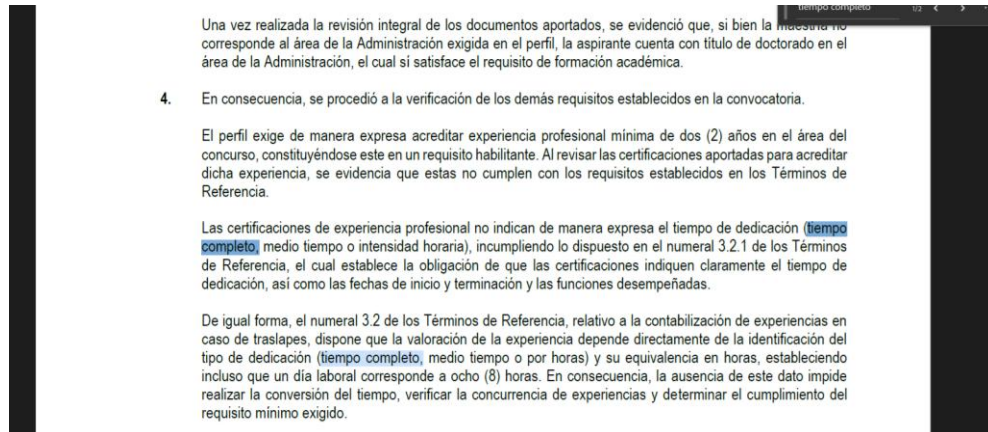 tiempo completo 1/2
Una vez realizada la revisión integral de los documentos aportados, se evidenció que, si bien la maestría no
corresponde al área de la Administración exigida en el perfil, la aspirante cuenta con título de doctorado en el
área de la Administración, el cual sí satisface el requisito de formación académica.
4. En consecuencia, se procedió a la verificación de los demás requisitos establecidos en la convocatoria.
El perfil exige de manera expresa acreditar experiencia profesional mínima de dos (2) años en el área del
concurso, constituyéndose este en un requisito habilitante. Al revisar las certificaciones aportadas para acreditar
dicha experiencia, se evidencia que estas no cumplen con los requisitos establecidos en los Términos de
Referencia.
Las certificaciones de experiencia profesional no indican de manera expresa el tiempo de dedicación (tiempo
completo, medio tiempo o intensidad horaria), incumpliendo lo dispuesto en el numeral 3.2.1 de los Términos
de Referencia, el cual establece la obligación de que las certificaciones indiquen claramente el tiempo de
dedicación, así como las fechas de inicio y terminación y las funciones desempeñadas.
De igual forma, el numeral 3.2 de los Términos de Referencia, relativo a la contabilización de experiencias en
caso de traslapes, dispone que la valoración de la experiencia depende directamente de la identificación del
tipo de dedicación (tiempo completo, medio tiempo o por horas) y su equivalencia en horas, estableciendo
incluso que un día laboral corresponde a ocho (8) horas. En consecuencia, la ausencia de este dato impide
realizar la conversión del tiempo, verificar la concurrencia de experiencias y determinar el cumplimiento del
requisito mínimo exigido.